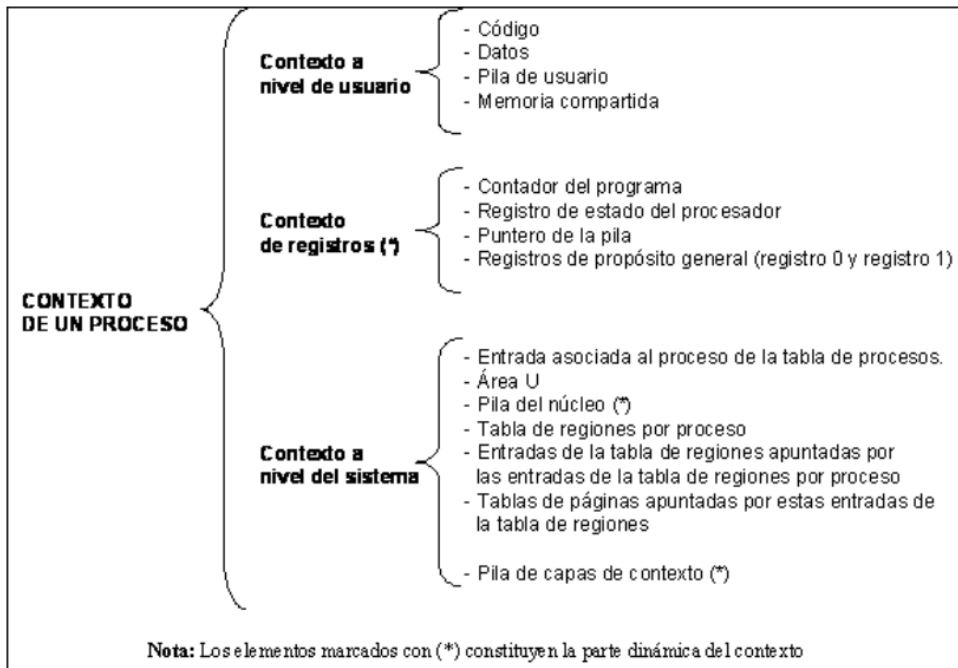 Contexto a
nivel de usuario
- Código
- Datos
- Pila de usuario
- Memoria compartida
Contexto
de registros (*)
- Contador del programa
- Registro de estado del procesador
- Puntero de la pila
- Registros de propósito general (registro 0 y registro 1)
CONTEXTO
DE UN PROCESO
Contexto a
nivel del sistema
- Entrada asociada al proceso de la tabla de procesos.
- Área U
- Pila del núcleo (*)
- Tabla de regiones por proceso
- Entradas de la tabla de regiones apuntadas por
las entradas de la tabla de regiones por proceso
- Tablas de páginas apuntadas por estas entradas de
la tabla de regiones
- Pila de capas de contexto (*)
Nota: Los elementos marcados con (*) constituyen la parte dinámica del contexto